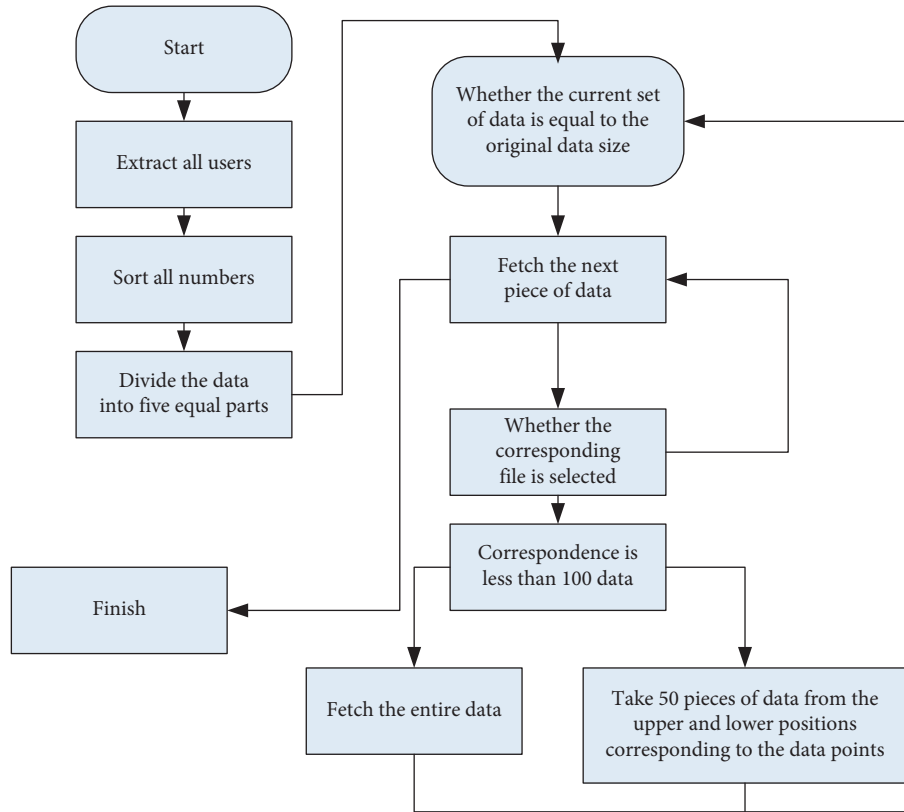 Start
Extract all users
Sort all numbers
Divide the data
into five equal parts
Whether the current set
of data is equal to the
original data size
Fetch the next
piece of data
Whether the
corresponding
file is selected
Correspondence is
less than 100 data
Finish
Fetch the entire data
Take 50 pieces of data from the
upper and lower positions
corresponding to the data points